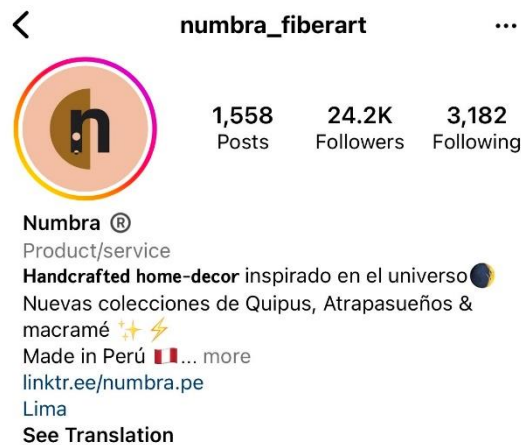 numbra_fiberart
n
1,558 24.2K 3,182
Posts Followers Following
Numbra ®
Product/service
Handcrafted home-decor inspirado en el universo🌒
Nuevas colecciones de Quipus, Atrapasueños &
macramé ✨⚡
Made in Perú 🇵🇪... more
linktr.ee/numbra.pe
Lima
See Translation